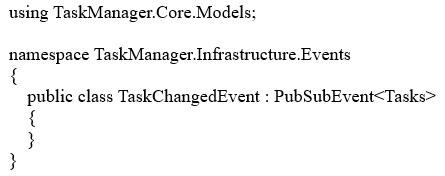 using TaskManager.Core.Models;

namespace TaskManager.Infrastructure.Events
{
    public class TaskChangedEvent : PubSubEvent<Tasks>
    {
    }
}